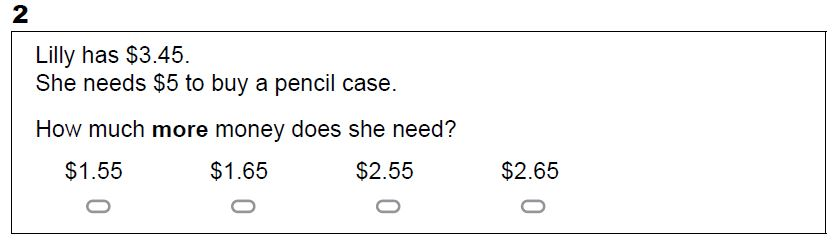 2
Lilly has $3.45.
She needs $5 to buy a pencil case.
How much more money does she need?
$1.55 $1.65 $2.55 $2.65